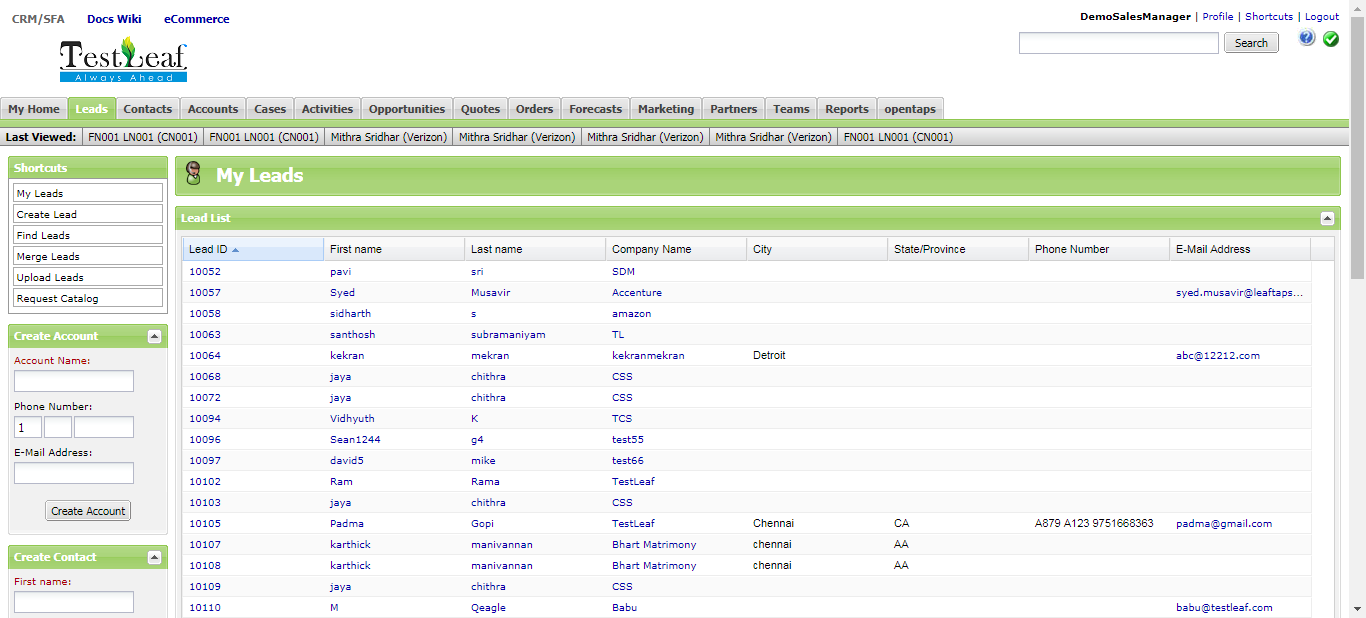 CRM/SFA Docs Wiki eCommerce
DemoSalesManager | Profile | Shortcuts | Logout
TestLeaf
Always Ahead
Search
My Home Leads Contacts Accounts Cases Activities Opportunities Quotes Orders Forecasts Marketing Partners Teams Reports opentaps
Last Viewed: FN001 LN001 (CN001) FN001 LN001 (CN001) Mithra Sridhar (Verizon) Mithra Sridhar (Verizon) Mithra Sridhar (Verizon) Mithra Sridhar (Verizon) FN001 LN001 (CN001)
Shortcuts
My Leads
Create Lead
Find Leads
Merge Leads
Upload Leads
Request Catalog
Create Account
Account Name:
Phone Number:
1
E-Mail Address:
Create Account
Create Contact
First name:
My Leads
Lead List
Lead ID First name Last name Company Name City State/Province Phone Number E-Mail Address
10052 pavi sri SDM
10057 Syed Musavir Accenture syed.musavir@leaftaps...
10058 sidharth s amazon
10063 santhosh subramaniyam TL
10064 kekran mekran kekranmekran Detroit abc@12212.com
10068 jaya chithra CSS
10072 jaya chithra CSS
10094 Vidhyuth K TCS
10096 Sean1244 g4 test55
10097 david5 mike test66
10102 Ram Rama TestLeaf
10103 jaya chithra CSS
10105 Padma Gopi TestLeaf Chennai CA A879 A123 9751668363 padma@gmail.com
10107 karthick manivannan Bhart Matrimony chennai AA
10108 karthick manivannan Bhart Matrimony chennai AA
10109 jaya chithra CSS
10110 M Qeagle Babu babu@testleaf.com